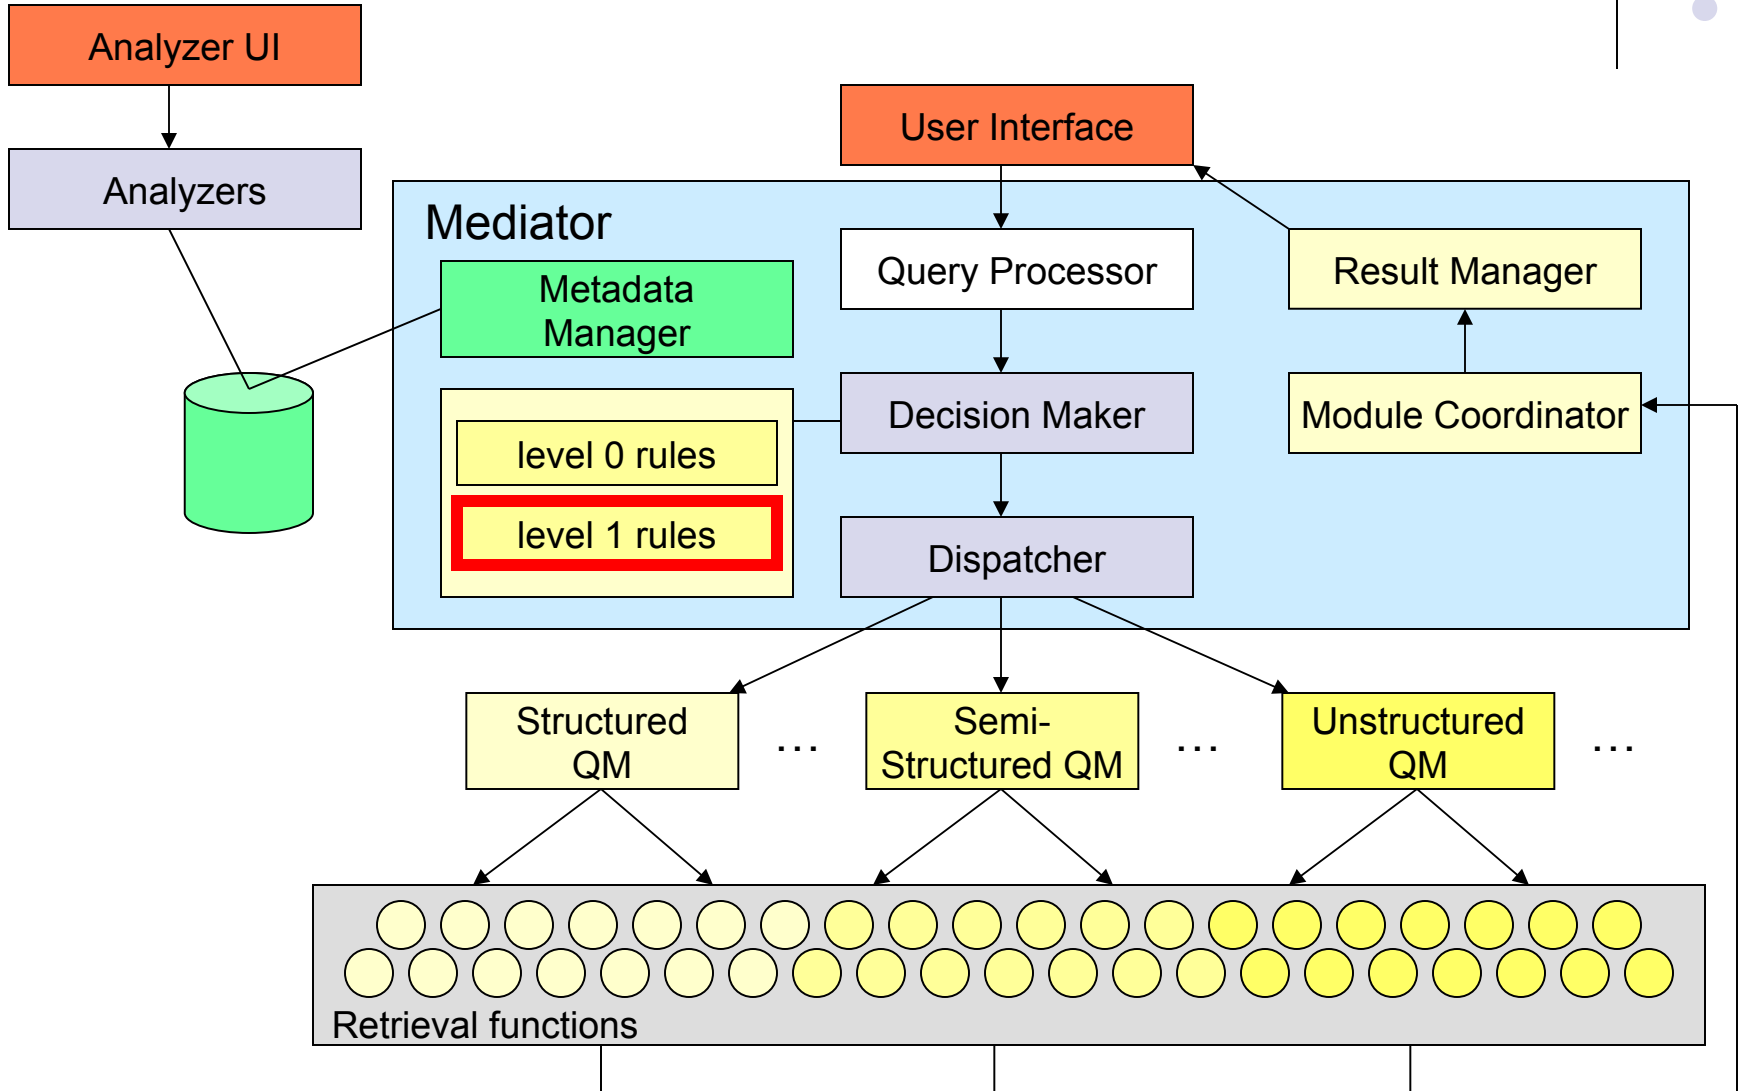 Analyzer UI
User Interface
Analyzers
Mediator
Metadata
Manager
Query Processor
Result Manager
Decision Maker
Module Coordinator
level 0 rules
level 1 rules
Dispatcher
Structured
QM
...
Semi-
Structured QM
...
Unstructured
QM
...
Retrieval functions